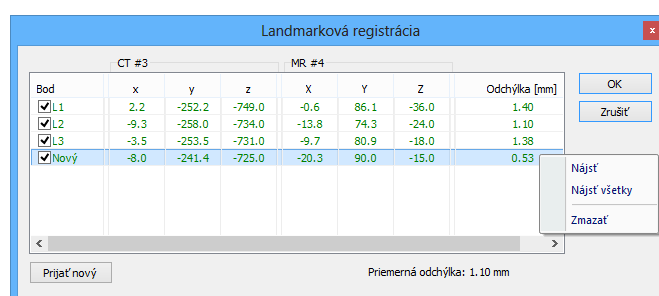 Landmarková registrácia
x
CT #3 MR #4
Bod x y z X Y Z Odchýlka [mm]
L1 2.2 -252.2 -749.0 -0.6 86.1 -36.0 1.40
L2 -9.3 -258.0 -734.0 -13.8 74.3 -24.0 1.10
L3 -3.5 -253.5 -731.0 -9.7 80.9 -18.0 1.38
Nový -8.0 -241.4 -725.0 -20.3 90.0 -15.0 0.53
OK
Zrušiť
Nájsť
Nájsť všetky
Zmazať
Prijať nový
Priemerná odchýlka: 1.10 mm